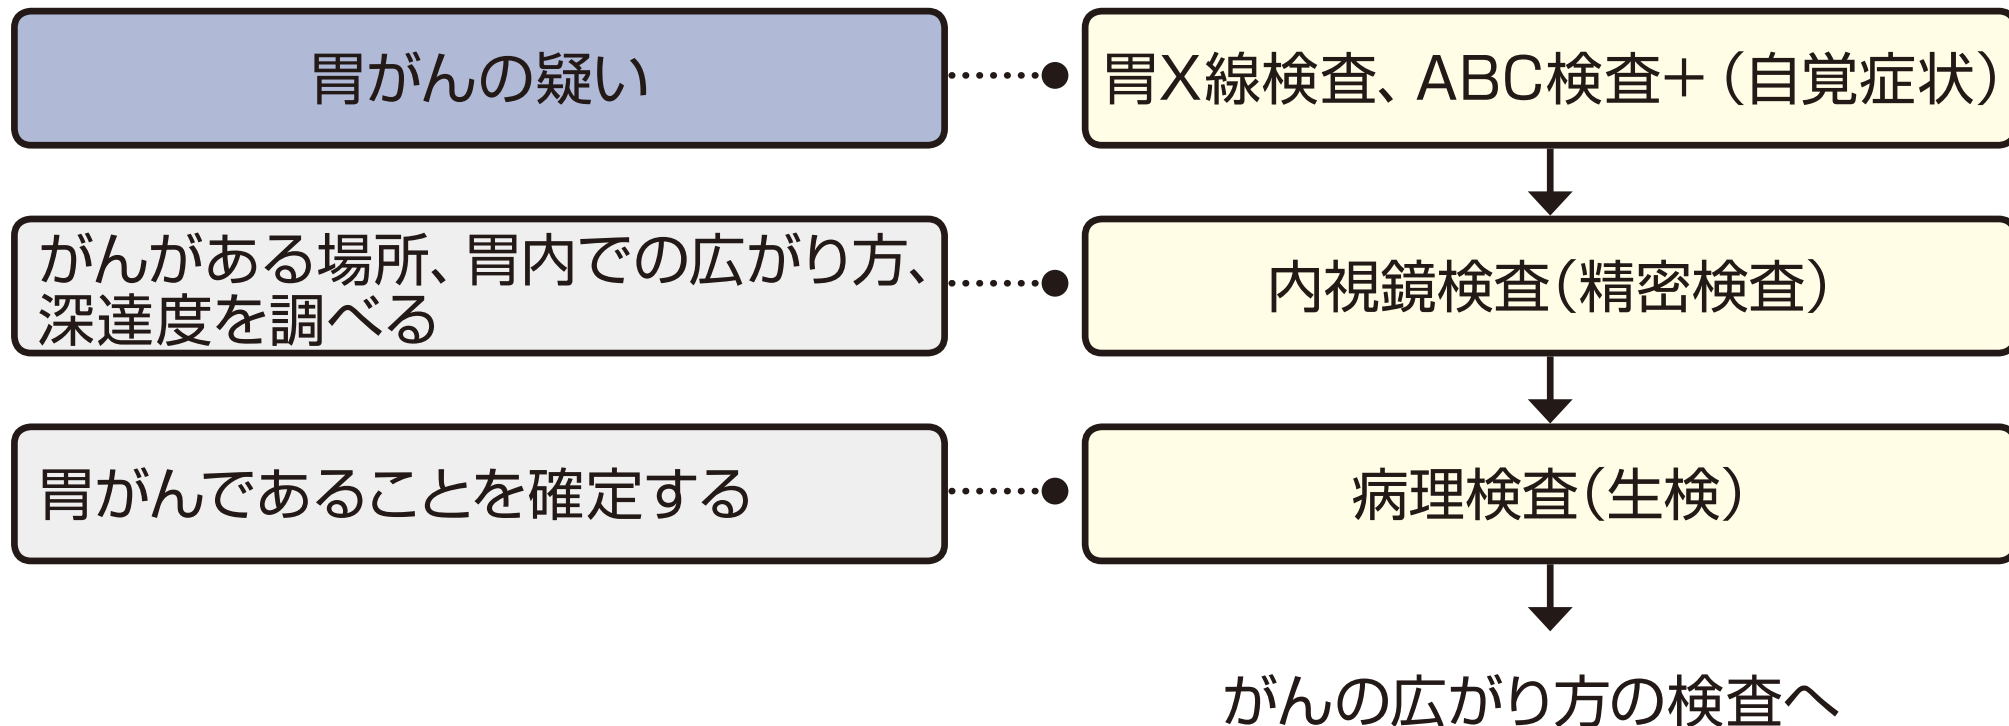 胃がんの疑い
胃X線検査、ABC検査+(自覚症状)
がんがある場所、胃内での広がり方、
深達度を調べる
内視鏡検査(精密検査)
胃がんであることを確定する
病理検査(生検)
がんの広がり方の検査へ